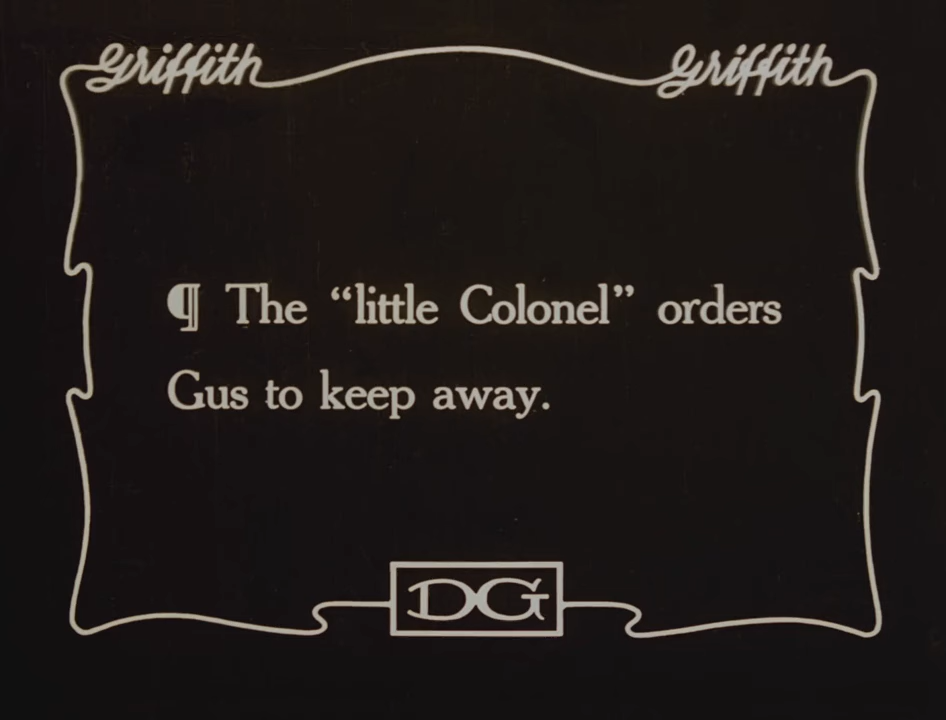 Griffith Griffith
¶ The “little Colonel” orders
Gus to keep away.
DG